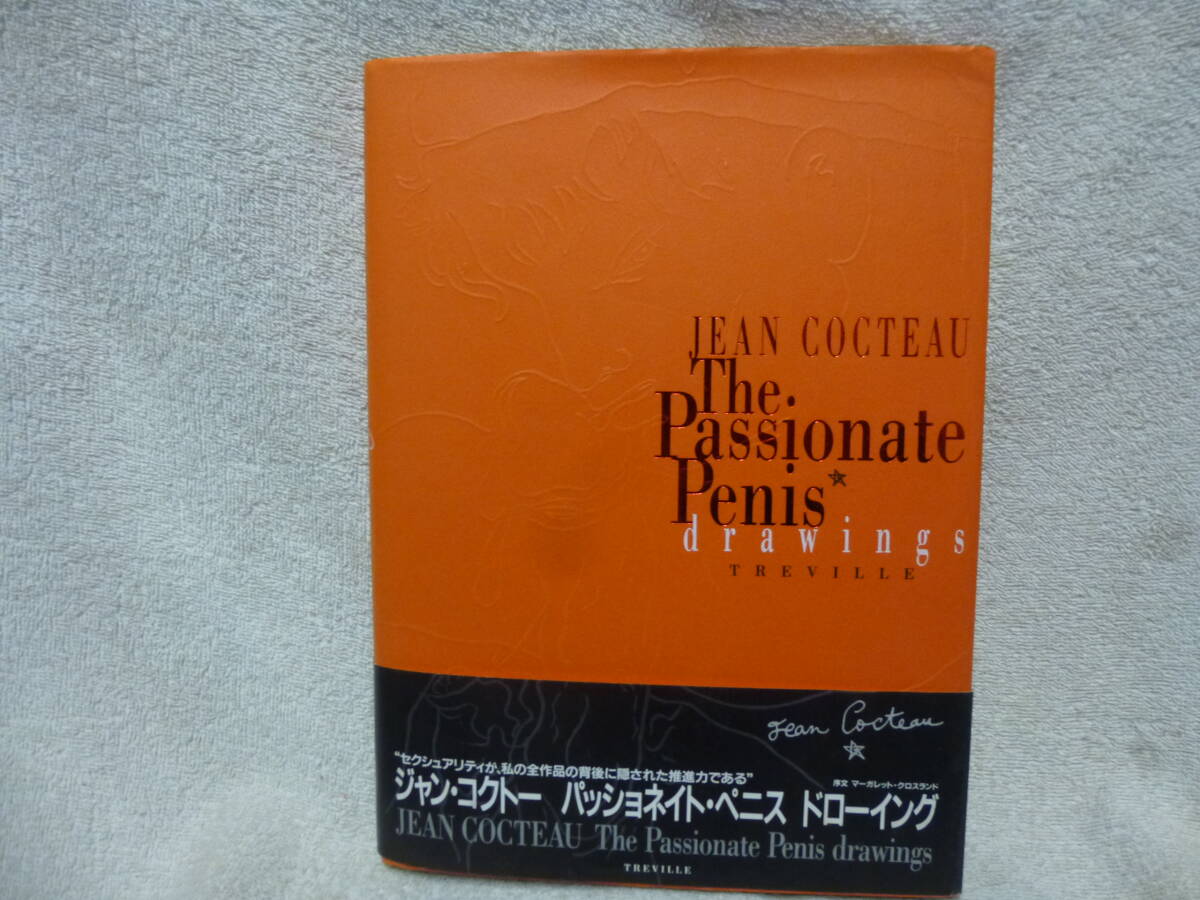 JEAN COCTEAU
The
Passionate
Penis
drawings
TREVILLE
Jean Cocteau
“セクシュアリティが、私の全作品の背後に隠された推進力である”
序文 マーガレット・クロスランド
ジャン・コクトー パッショネイト・ペニス ドローイング
JEAN COCTEAU The Passionate Penis drawings
TREVILLE